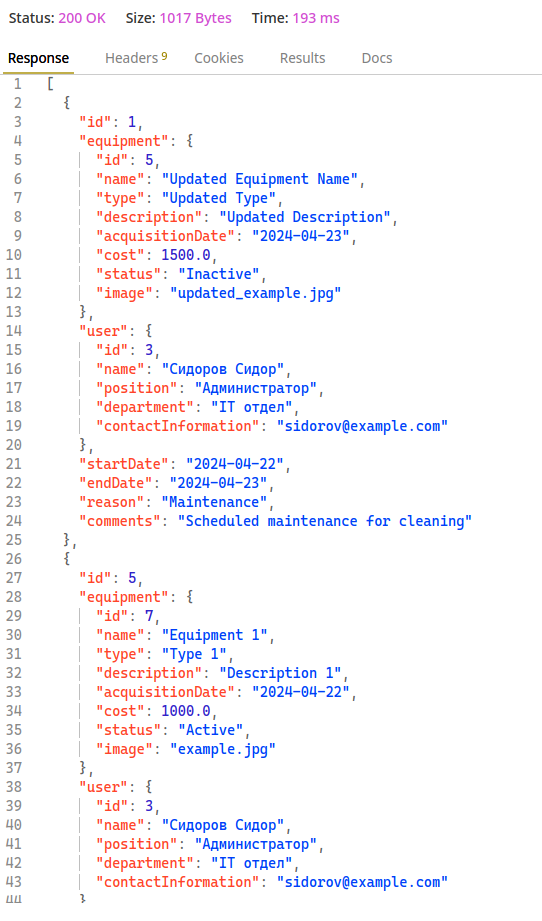 Status: 200 OK Size: 1017 Bytes Time: 193 ms
Response Headers 9 Cookies Results Docs
1 [
2 {
3 "id": 1,
4 "equipment": {
5 "id": 5,
6 "name": "Updated Equipment Name",
7 "type": "Updated Type",
8 "description": "Updated Description",
9 "acquisitionDate": "2024-04-23",
10 "cost": 1500.0,
11 "status": "Inactive",
12 "image": "updated_example.jpg"
13 },
14 "user": {
15 "id": 3,
16 "name": "Сидоров Сидор",
17 "position": "Администратор",
18 "department": "IT отдел",
19 "contactInformation": "sidorov@example.com"
20 },
21 "startDate": "2024-04-22",
22 "endDate": "2024-04-23",
23 "reason": "Maintenance",
24 "comments": "Scheduled maintenance for cleaning"
25 },
26 {
27 "id": 5,
28 "equipment": {
29 "id": 7,
30 "name": "Equipment 1",
31 "type": "Type 1",
32 "description": "Description 1",
33 "acquisitionDate": "2024-04-22",
34 "cost": 1000.0,
35 "status": "Active",
36 "image": "example.jpg"
37 },
38 "user": {
39 "id": 3,
40 "name": "Сидоров Сидор",
41 "position": "Администратор",
42 "department": "IT отдел",
43 "contactInformation": "sidorov@example.com"
44 }